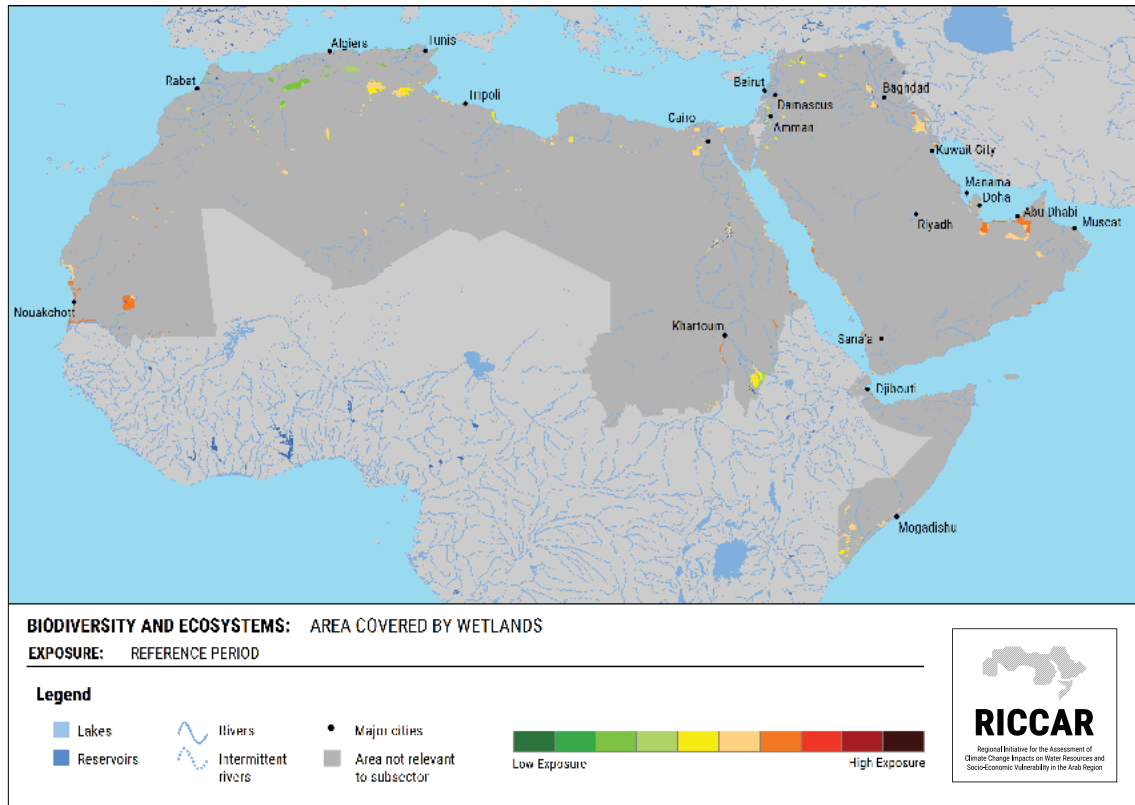 Algiers
Tunis
Rabat
Tripoli
Beirut
Damascus
Baghdad
Cairo
Amman
Kuwait City
Manama
Doha
Abu Dhabi
Muscat
Riyadh
Nouakchott
Khartoum
Sana'a
Djibouti
Mogadishu
BIODIVERSITY AND ECOSYSTEMS: AREA COVERED BY WETLANDS
EXPOSURE: REFERENCE PERIOD
Legend
Lakes
Reservoirs
Rivers
Intermittent
rivers
Major cities
Area not relevant
to subsector
Low Exposure
High Exposure
RICCAR
Regional Initiative for the Assessment of
Climate Change Impacts on Water Resources and
Socio-Economic Vulnerability in the Arab Region